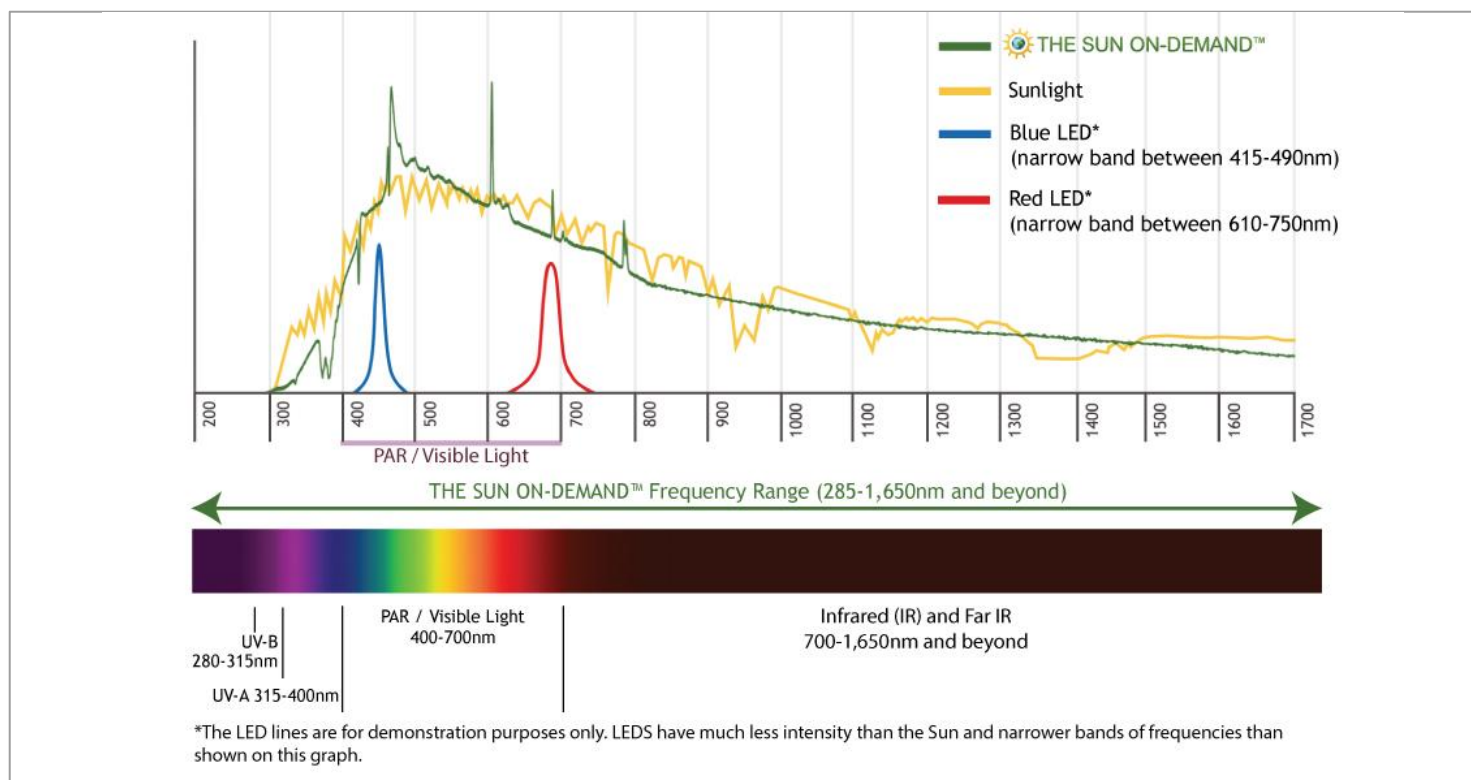 THE SUN ON-DEMAND™
Sunlight
Blue LED*
(narrow band between 415-490nm)
Red LED*
(narrow band between 610-750nm)
200
300
400
500
600
700
800
900
1000
1100
1200
1300
1400
1500
1600
1700
PAR / Visible Light
THE SUN ON-DEMAND™ Frequency Range (285-1,650nm and beyond)
UV-B
280-315nm
UV-A 315-400nm
PAR / Visible Light
400-700nm
Infrared (IR) and Far IR
700-1,650nm and beyond
*The LED lines are for demonstration purposes only. LEDS have much less intensity than the Sun and narrower bands of frequencies than
shown on this graph.